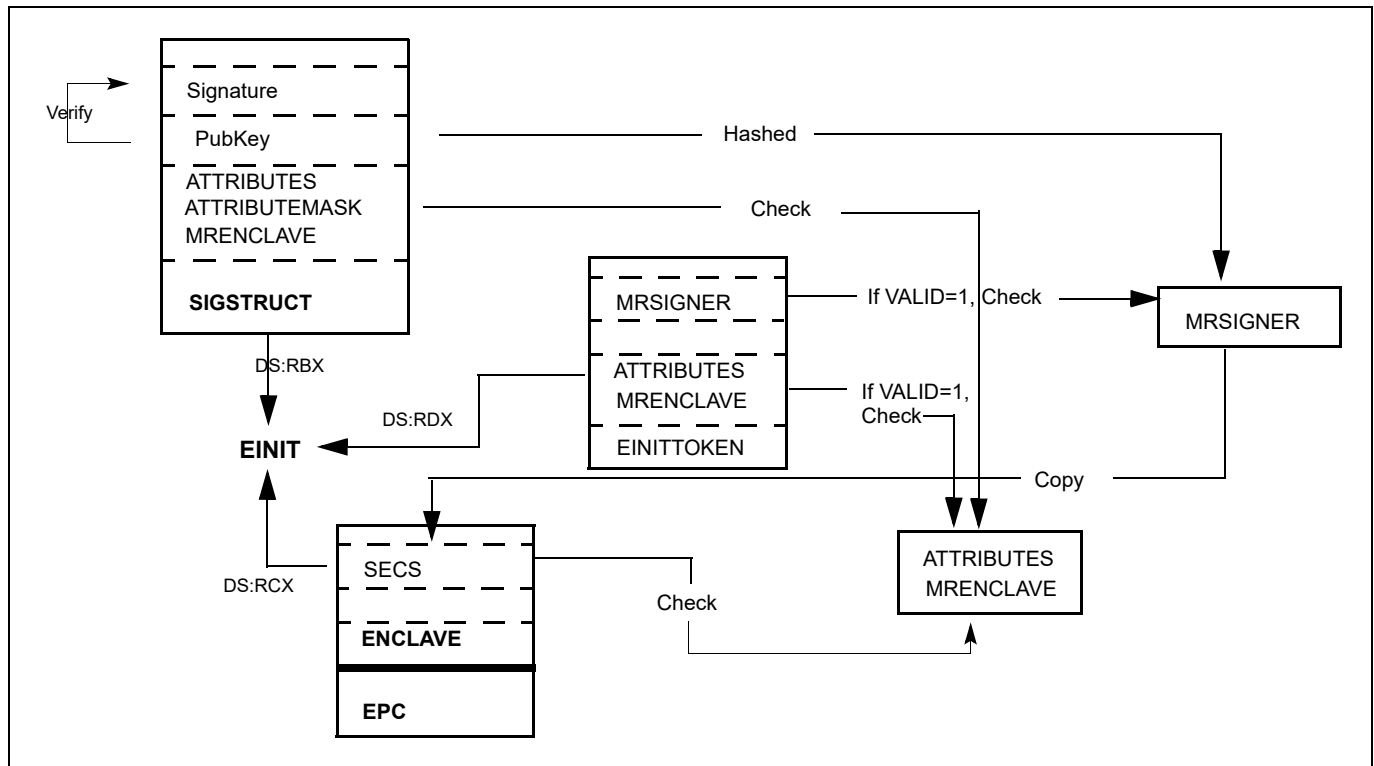 Signature
Verify
PubKey
Hashed
ATTRIBUTES
ATTRIBUTEMASK
MRENCLAVE
Check
SIGSTRUCT
MRSIGNER
If VALID=1, Check
MRSIGNER
DS:RBX
ATTRIBUTES
MRENCLAVE
If VALID=1,
Check
DS:RDX
EINIT
EINITTOKEN
Copy
SECS
DS:RCX
Check
ATTRIBUTES
MRENCLAVE
ENCLAVE
EPC